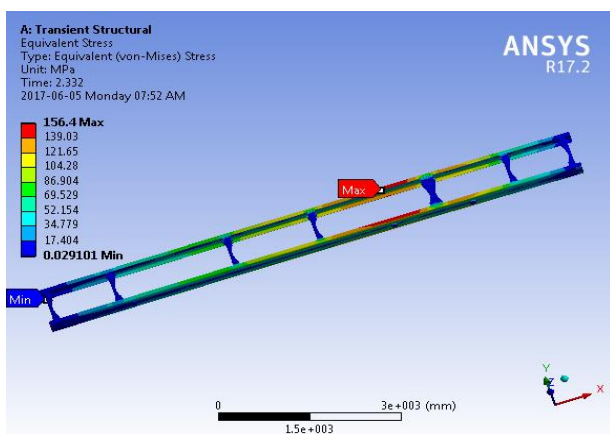 A: Transient Structural
Equivalent Stress
Type: Equivalent (von-Mises) Stress
Unit: MPa
Time: 2.332
2017-06-05 Monday 07:52 AM
ANSYS
R17.2
156.4 Max
139.03
121.65
104.28
86.904
69.529
52.154
34.779
17.404
0.029101 Min
Max
Min
Y
Z
X
0
3e+003 (mm)
1.5e+003